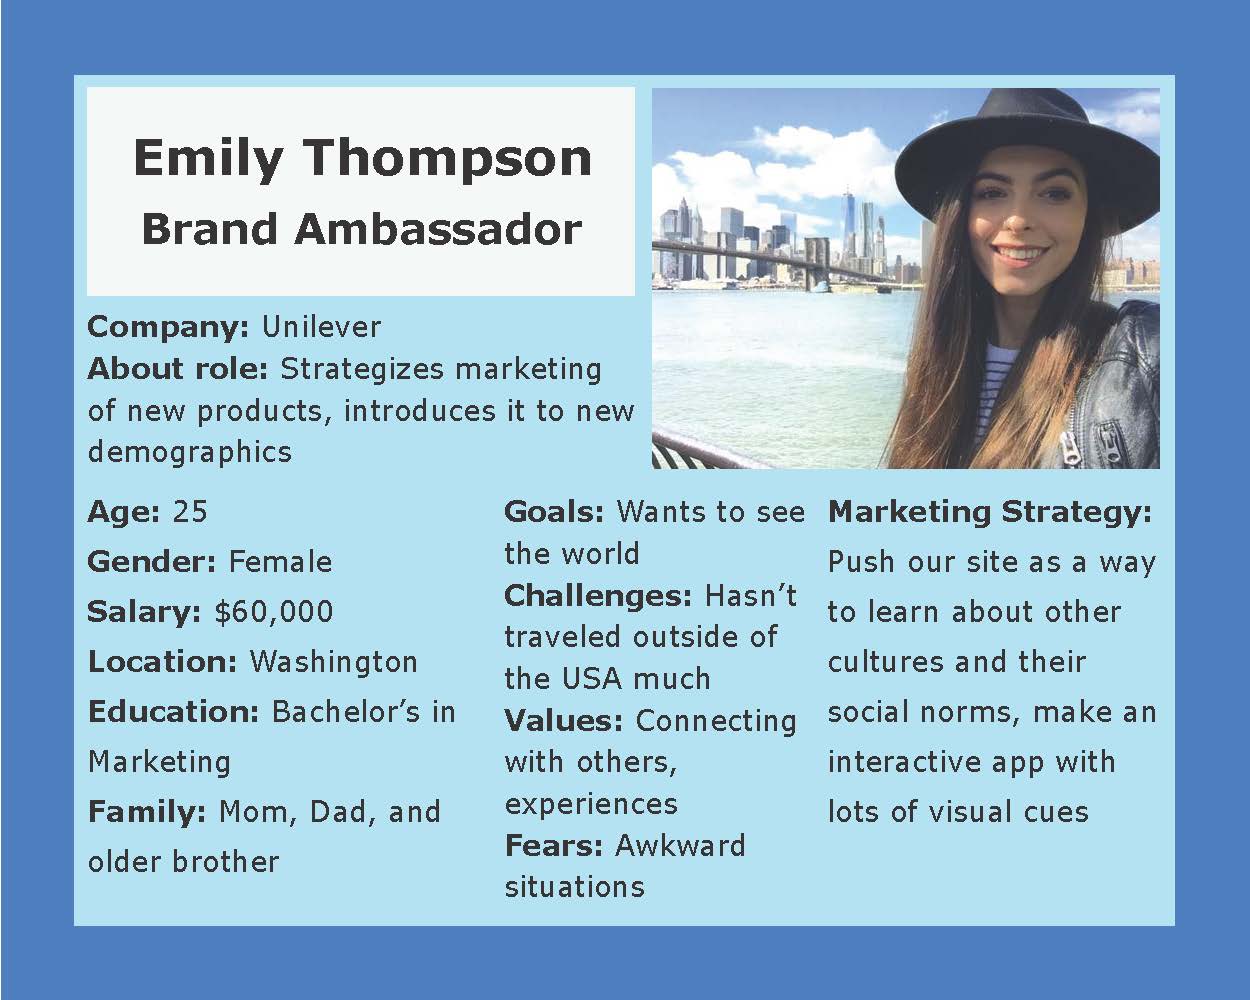 Emily Thompson
Brand Ambassador
Company: Unilever
About role: Strategizes marketing
of new products, introduces it to new
demographics
Age: 25
Gender: Female
Salary: $60,000
Location: Washington
Education: Bachelor’s in
Marketing
Family: Mom, Dad, and
older brother
Goals: Wants to see
the world
Challenges: Hasn’t
traveled outside of
the USA much
Values: Connecting
with others,
experiences
Fears: Awkward
situations
Marketing Strategy:
Push our site as a way
to learn about other
cultures and their
social norms, make an
interactive app with
lots of visual cues